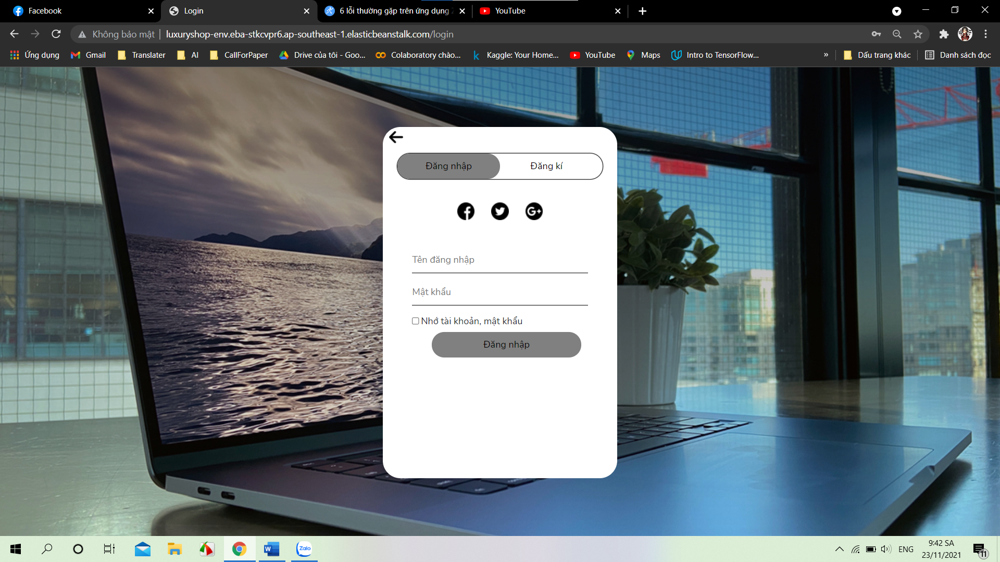 Facebook
Login
6 lỗi thường gặp trên ứng dụng
YouTube
Không bảo mật
luxuryshop-env.eba-stkcvpr6.ap-southeast-1.elasticbeanstalk.com/login
Ứng dụng
Gmail
Translater
AI
CallForPaper
Drive của tôi - Goo...
Colaboratory chào...
Kaggle: Your Home...
YouTube
Maps
Intro to TensorFlow...
»
Dấu trang khác
Danh sách đọc
Đăng nhập
Đăng kí
Tên đăng nhập
Mật khẩu
Nhớ tài khoản, mật khẩu
Đăng nhập
Zalo
ENG
9:42 SA
23/11/2021
11